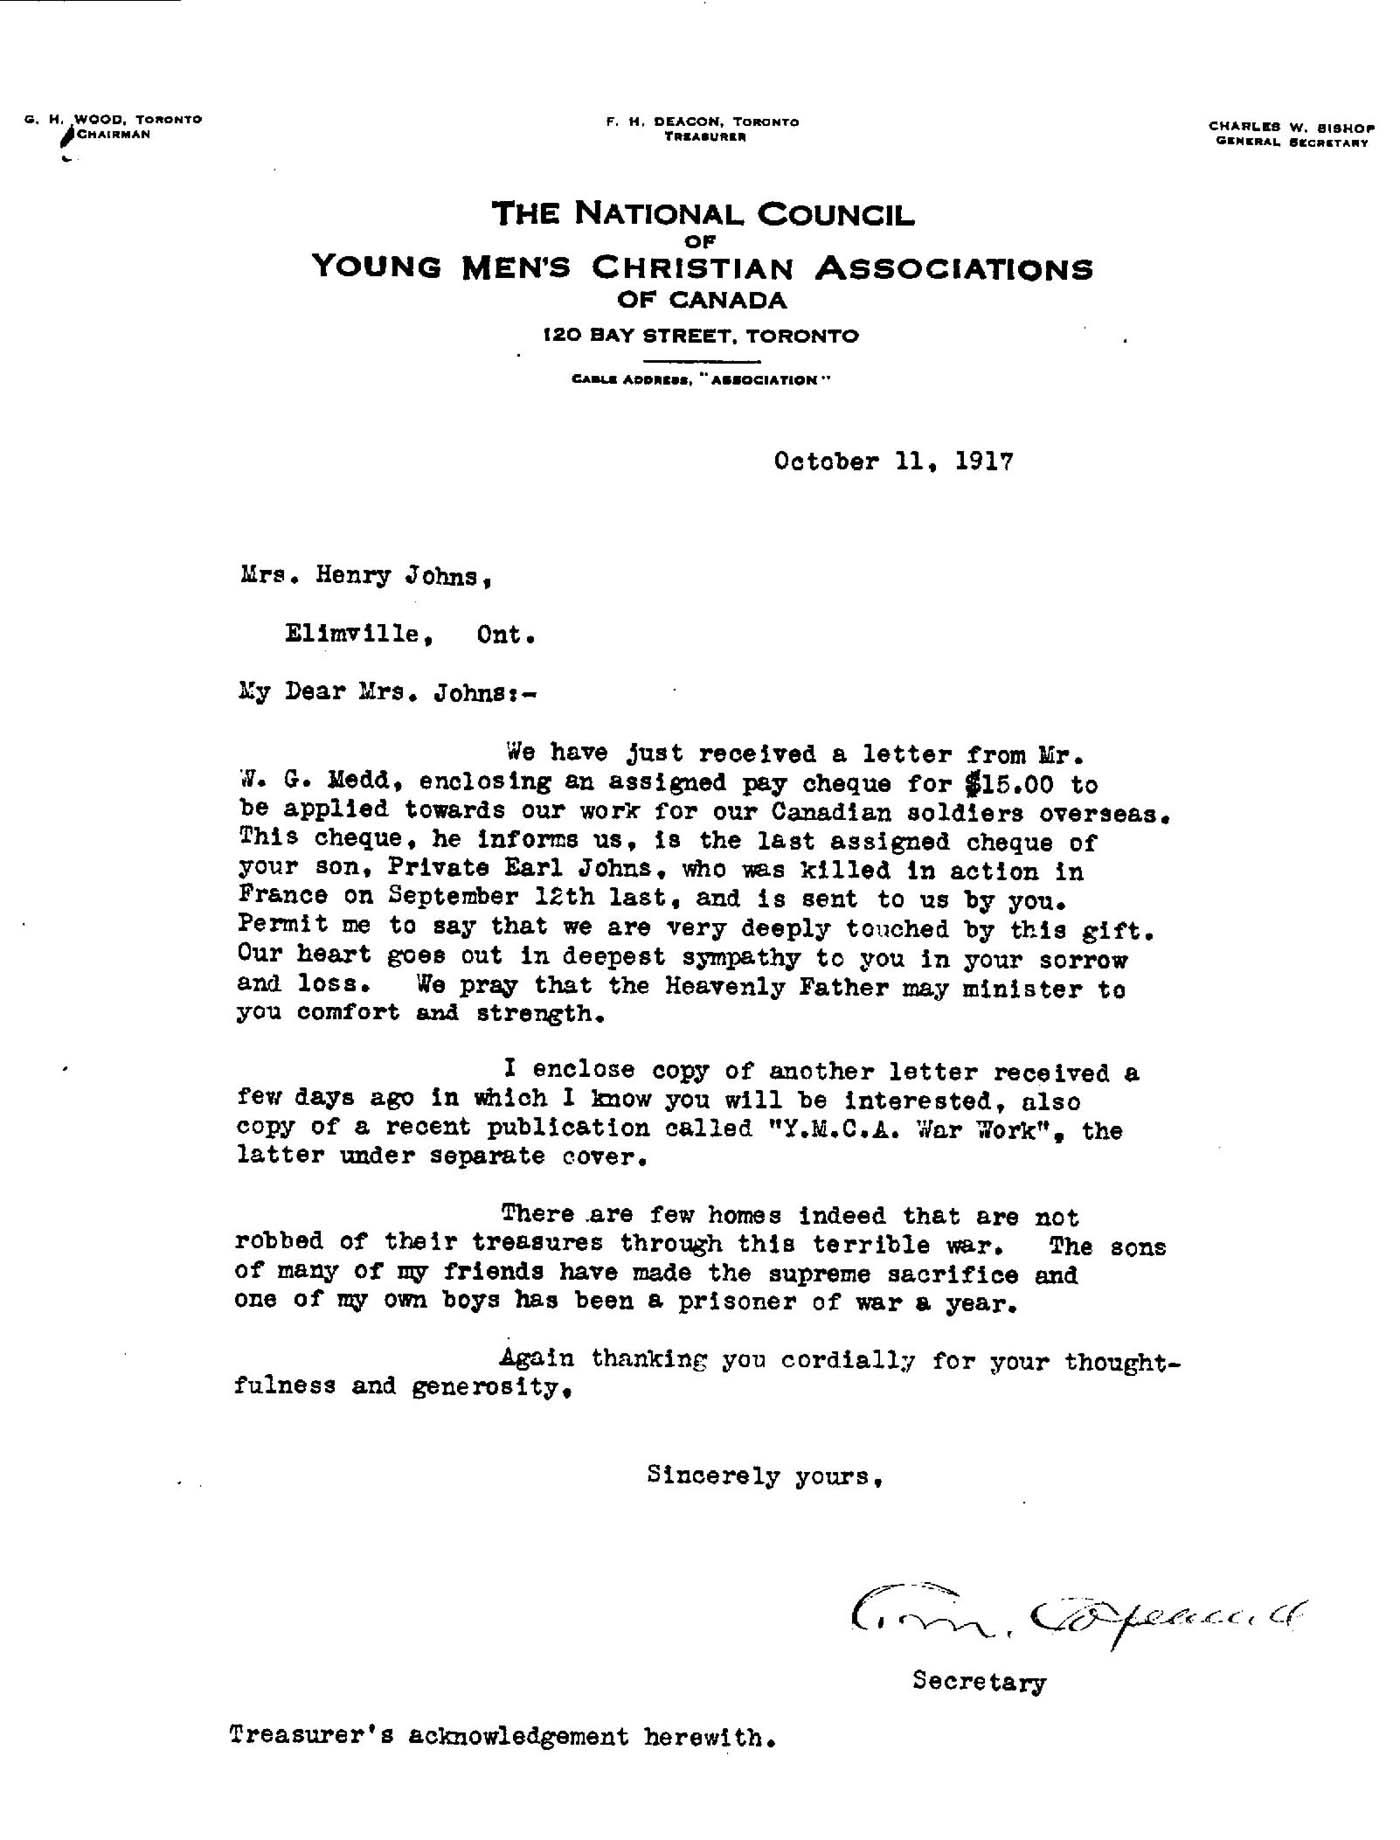 G. H. WOOD, TORONTO
CHAIRMAN
F. H. DEACON, TORONTO
TREASURER
CHARLES W. BISHOP
GENERAL SECRETARY
THE NATIONAL COUNCIL
OF
YOUNG MEN'S CHRISTIAN ASSOCIATIONS
OF CANADA
120 BAY STREET, TORONTO
CABLE ADDRESS, "ASSOCIATION"
October 11, 1917
Mrs. Henry Johns,
Elimville, Ont.
My Dear Mrs. Johns:-
We have just received a letter from Mr.
W. G. Medd, enclosing an assigned pay cheque for $15.00 to
be applied towards our work for our Canadian soldiers overseas.
This cheque, he informs us, is the last assigned cheque of
your son, Private Earl Johns, who was killed in action in
France on September 12th last, and is sent to us by you.
Permit me to say that we are very deeply touched by this gift.
Our heart goes out in deepest sympathy to you in your sorrow
and loss. We pray that the Heavenly Father may minister to
you comfort and strength.
I enclose copy of another letter received a
few days ago in which I know you will be interested, also
copy of a recent publication called "Y.M.C.A. War Work", the
latter under separate cover.
There are few homes indeed that are not
robbed of their treasures through this terrible war. The sons
of many of my friends have made the supreme sacrifice and
one of my own boys has been a prisoner of war a year.
Again thanking you cordially for your thought-
fulness and generosity,
Sincerely yours,
Copeland
Secretary
Treasurer's acknowledgement herewith.